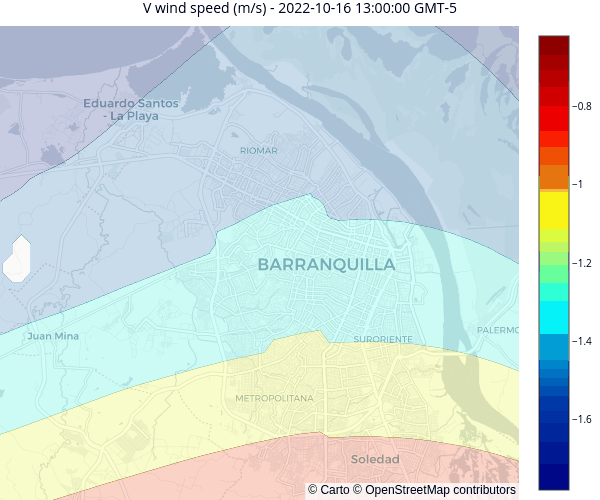 V wind speed (m/s) - 2022-10-16 13:00:00 GMT-5
Eduardo Santos
- La Playa
RIOMAR
BARRANQUILLA
Juan Mina
SURORIENTE
PALERMO
METROPOLITANA
Soledad
© Carto © OpenStreetMap contributors
−0.8
−1
−1.2
−1.4
−1.6